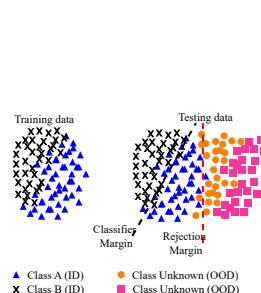 Training data
Testing data
Classifier
Margin
Rejection
Margin
Class A (ID)
Class Unknown (OOD)
Class B (ID)
Class Unknown (OOD)